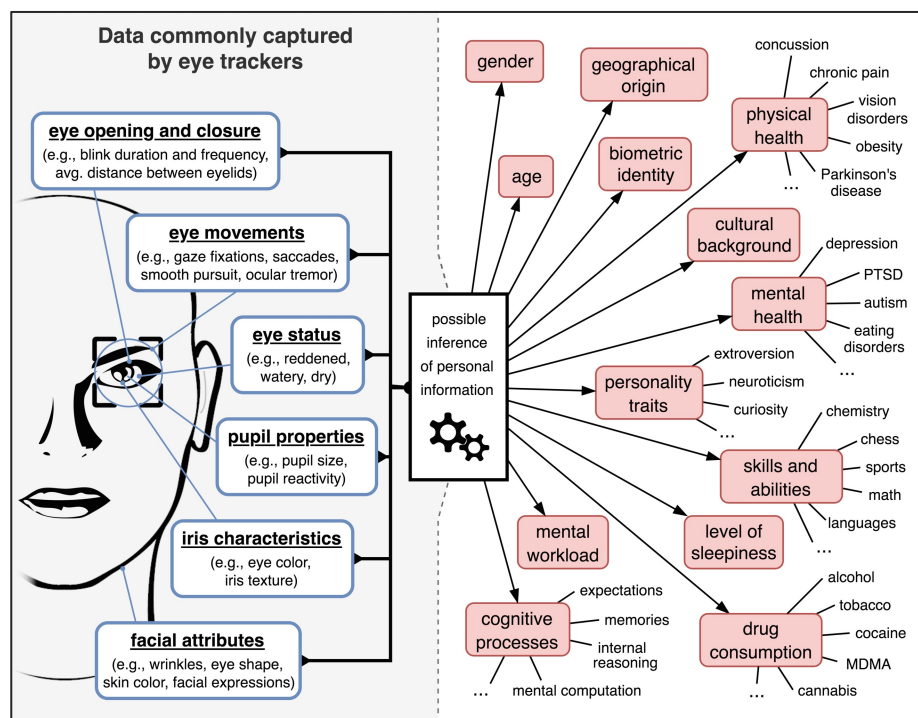 Data commonly captured
by eye trackers
eye opening and closure
(e.g., blink duration and frequency,
avg. distance between eyelids)
eye movements
(e.g., gaze fixations, saccades,
smooth pursuit, ocular tremor)
eye status
(e.g., reddened,
watery, dry)
pupil properties
(e.g., pupil size,
pupil reactivity)
iris characteristics
(e.g., eye color,
iris texture)
facial attributes
(e.g., wrinkles, eye shape,
skin color, facial expressions)
possible
inference
of personal
information
gender
geographical
origin
age
biometric
identity
physical
health
concussion
chronic pain
vision
disorders
obesity
Parkinson's
disease
...
cultural
background
mental
health
depression
PTSD
autism
eating
disorders
...
personality
traits
extroversion
neuroticism
curiosity
...
skills and
abilities
chemistry
chess
sports
math
languages
...
mental
workload
level of
sleepiness
cognitive
processes
expectations
memories
internal
reasoning
mental computation
...
drug
consumption
alcohol
tobacco
cocaine
MDMA
cannabis
...